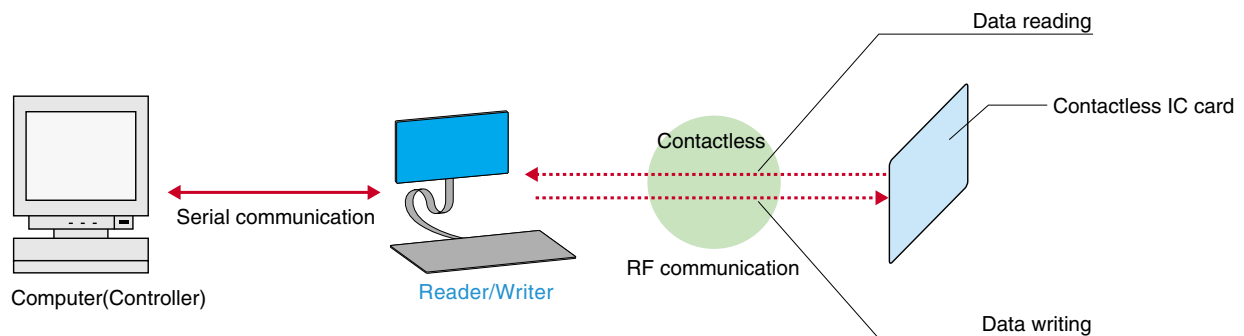 Data reading
Contactless IC card
Contactless
Serial communication
RF communication
Computer(Controller)
Reader/Writer
Data writing